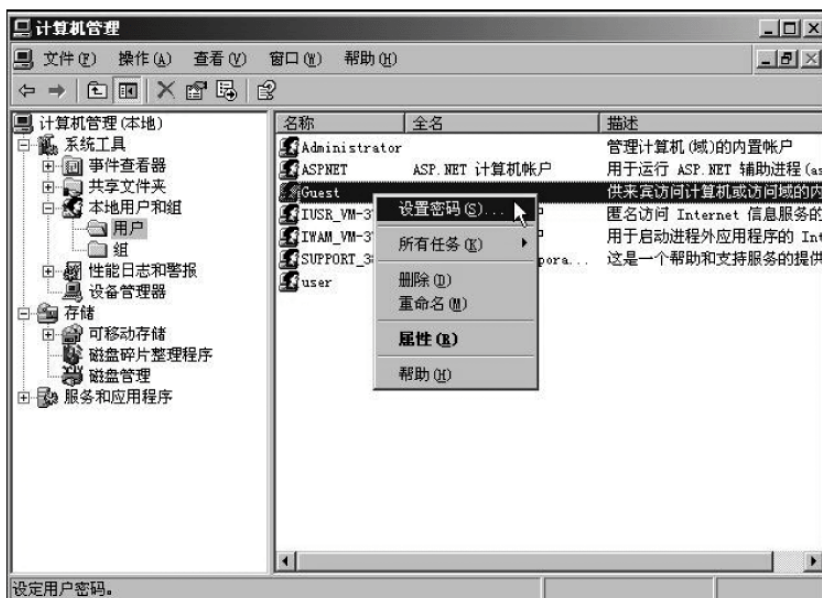 计算机管理
文件(F) 操作(A) 查看(V) 窗口(W) 帮助(H)
计算机管理(本地)
系统工具
事件查看器
共享文件夹
本地用户和组
用户
组
性能日志和警报
设备管理器
存储
可移动存储
磁盘碎片整理程序
磁盘管理
服务和应用程序
名称 全名 描述
Administrator 管理计算机(域)的内置帐户
ASPNET ASP.NET 计算机帐户 用于运行 ASP.NET 辅助进程(as
Guest 供来宾访问计算机或访问域的内
IUSR_VM-3 匿名访问 Internet 信息服务的
IWAM_VM-3 用于启动进程外应用程序的 Int
SUPPORT_38 pora... 这是一个帮助和支持服务的提供
user
设置密码(S)...
所有任务(K)
删除(D)
重命名(M)
属性(R)
帮助(H)
设定用户密码。